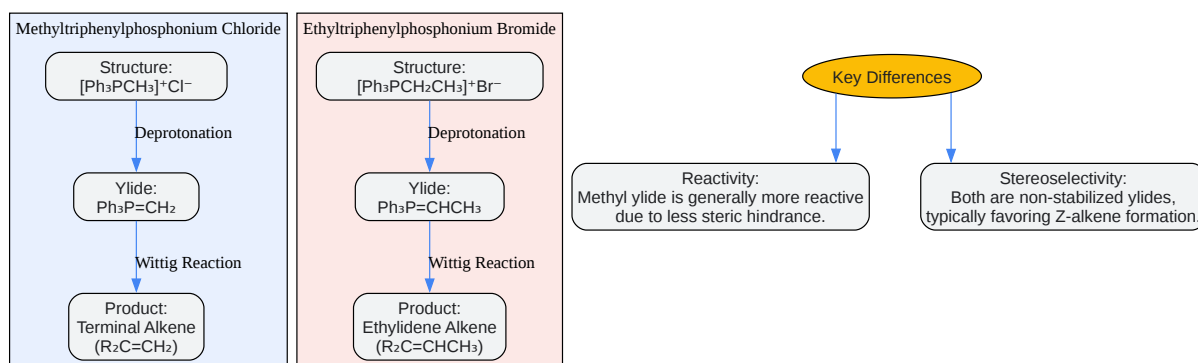 Methyltriphenylphosphonium Chloride
Structure:
[Ph₃PCH₃]⁺Cl⁻
Deprotonation
Ylide:
Ph₃P=CH₂
Wittig Reaction
Product:
Terminal Alkene
(R₂C=CH₂)
Ethyltriphenylphosphonium Bromide
Structure:
[Ph₃PCH₂CH₃]⁺Br⁻
Deprotonation
Ylide:
Ph₃P=CHCH₃
Wittig Reaction
Product:
Ethylidene Alkene
(R₂C=CHCH₃)
Key Differences
Reactivity:
Methyl ylide is generally more reactive
due to less steric hindrance.
Stereoselectivity:
Both are non-stabilized ylides,
typically favoring Z-alkene formation.